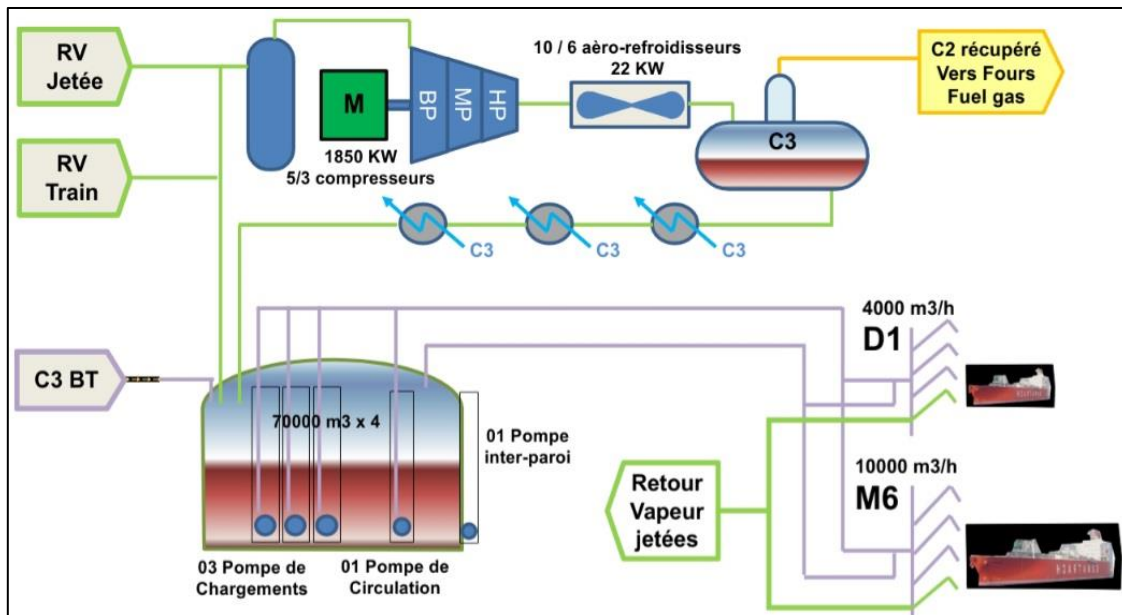 RV
Jetée
RV
Train
M
1850 KW
5/3 compresseurs
BP
MP
HP
10 / 6 aèro-refroidisseurs
22 KW
C3
C2 récupéré
Vers Fours
Fuel gas
C3
C3
C3
C3 BT
70000 m3 x 4
01 Pompe
inter-paroi
03 Pompe de
Chargements
01 Pompe de
Circulation
Retour
Vapeur
jetées
4000 m3/h
D1
10000 m3/h
M6